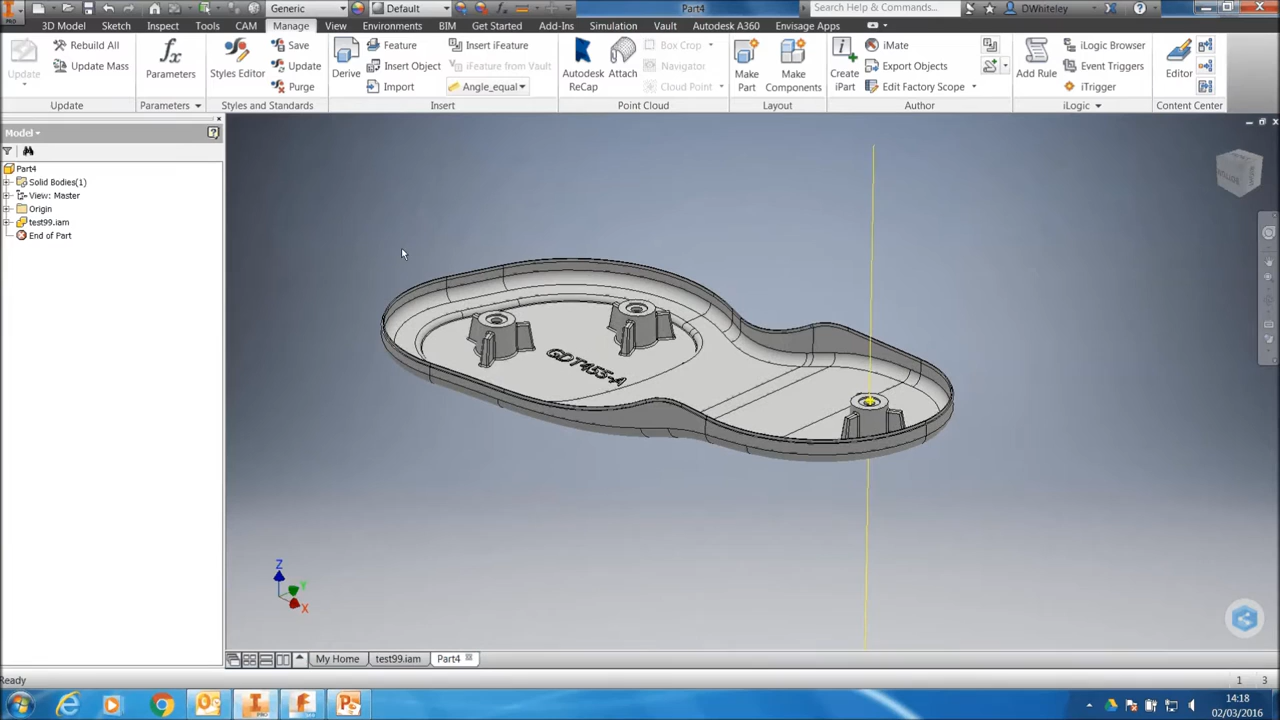 Generic Default Part4 Search Help & Commands... DWhiteley
PRO 3D Model Sketch Inspect Tools CAM Manage View Environments BIM Get Started Add-Ins Simulation Vault Autodesk A360 Envisage Apps
Update
Rebuild All
Update Mass
Update
Parameters
Parameters
Styles Editor
Save
Update
Purge
Styles and Standards
Derive
Feature
Insert Object
Import
Insert iFeature
iFeature from Vault
Angle_equal
Insert
Autodesk
ReCap
Attach
Box Crop
Navigator
Cloud Point
Point Cloud
Make
Part
Make
Components
Layout
Create
iPart
iMate
Export Objects
Edit Factory Scope
Author
Add Rule
iLogic Browser
Event Triggers
iTrigger
iLogic
Editor
Content Center
Model
Part4
Solid Bodies(1)
View: Master
Origin
test99.iam
End of Part
GDT455-A
BOTTOM
Z
Y
X
My Home test99.iam Part4
Ready 1 3
14:18
02/03/2016